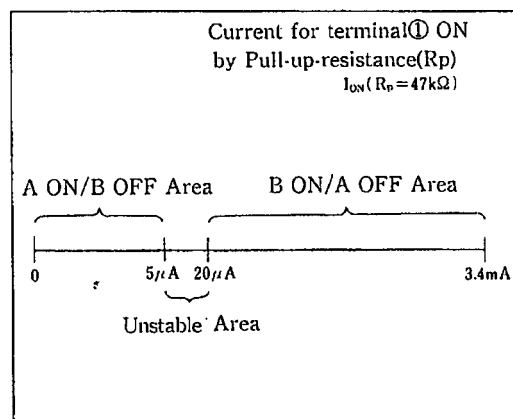 Current for terminal① ON
by Pull-up-resistance(Rp)
I_ON(Rp=47kΩ)
A ON/B OFF Area
B ON/A OFF Area
0
5μA
20μA
3.4mA
Unstable Area